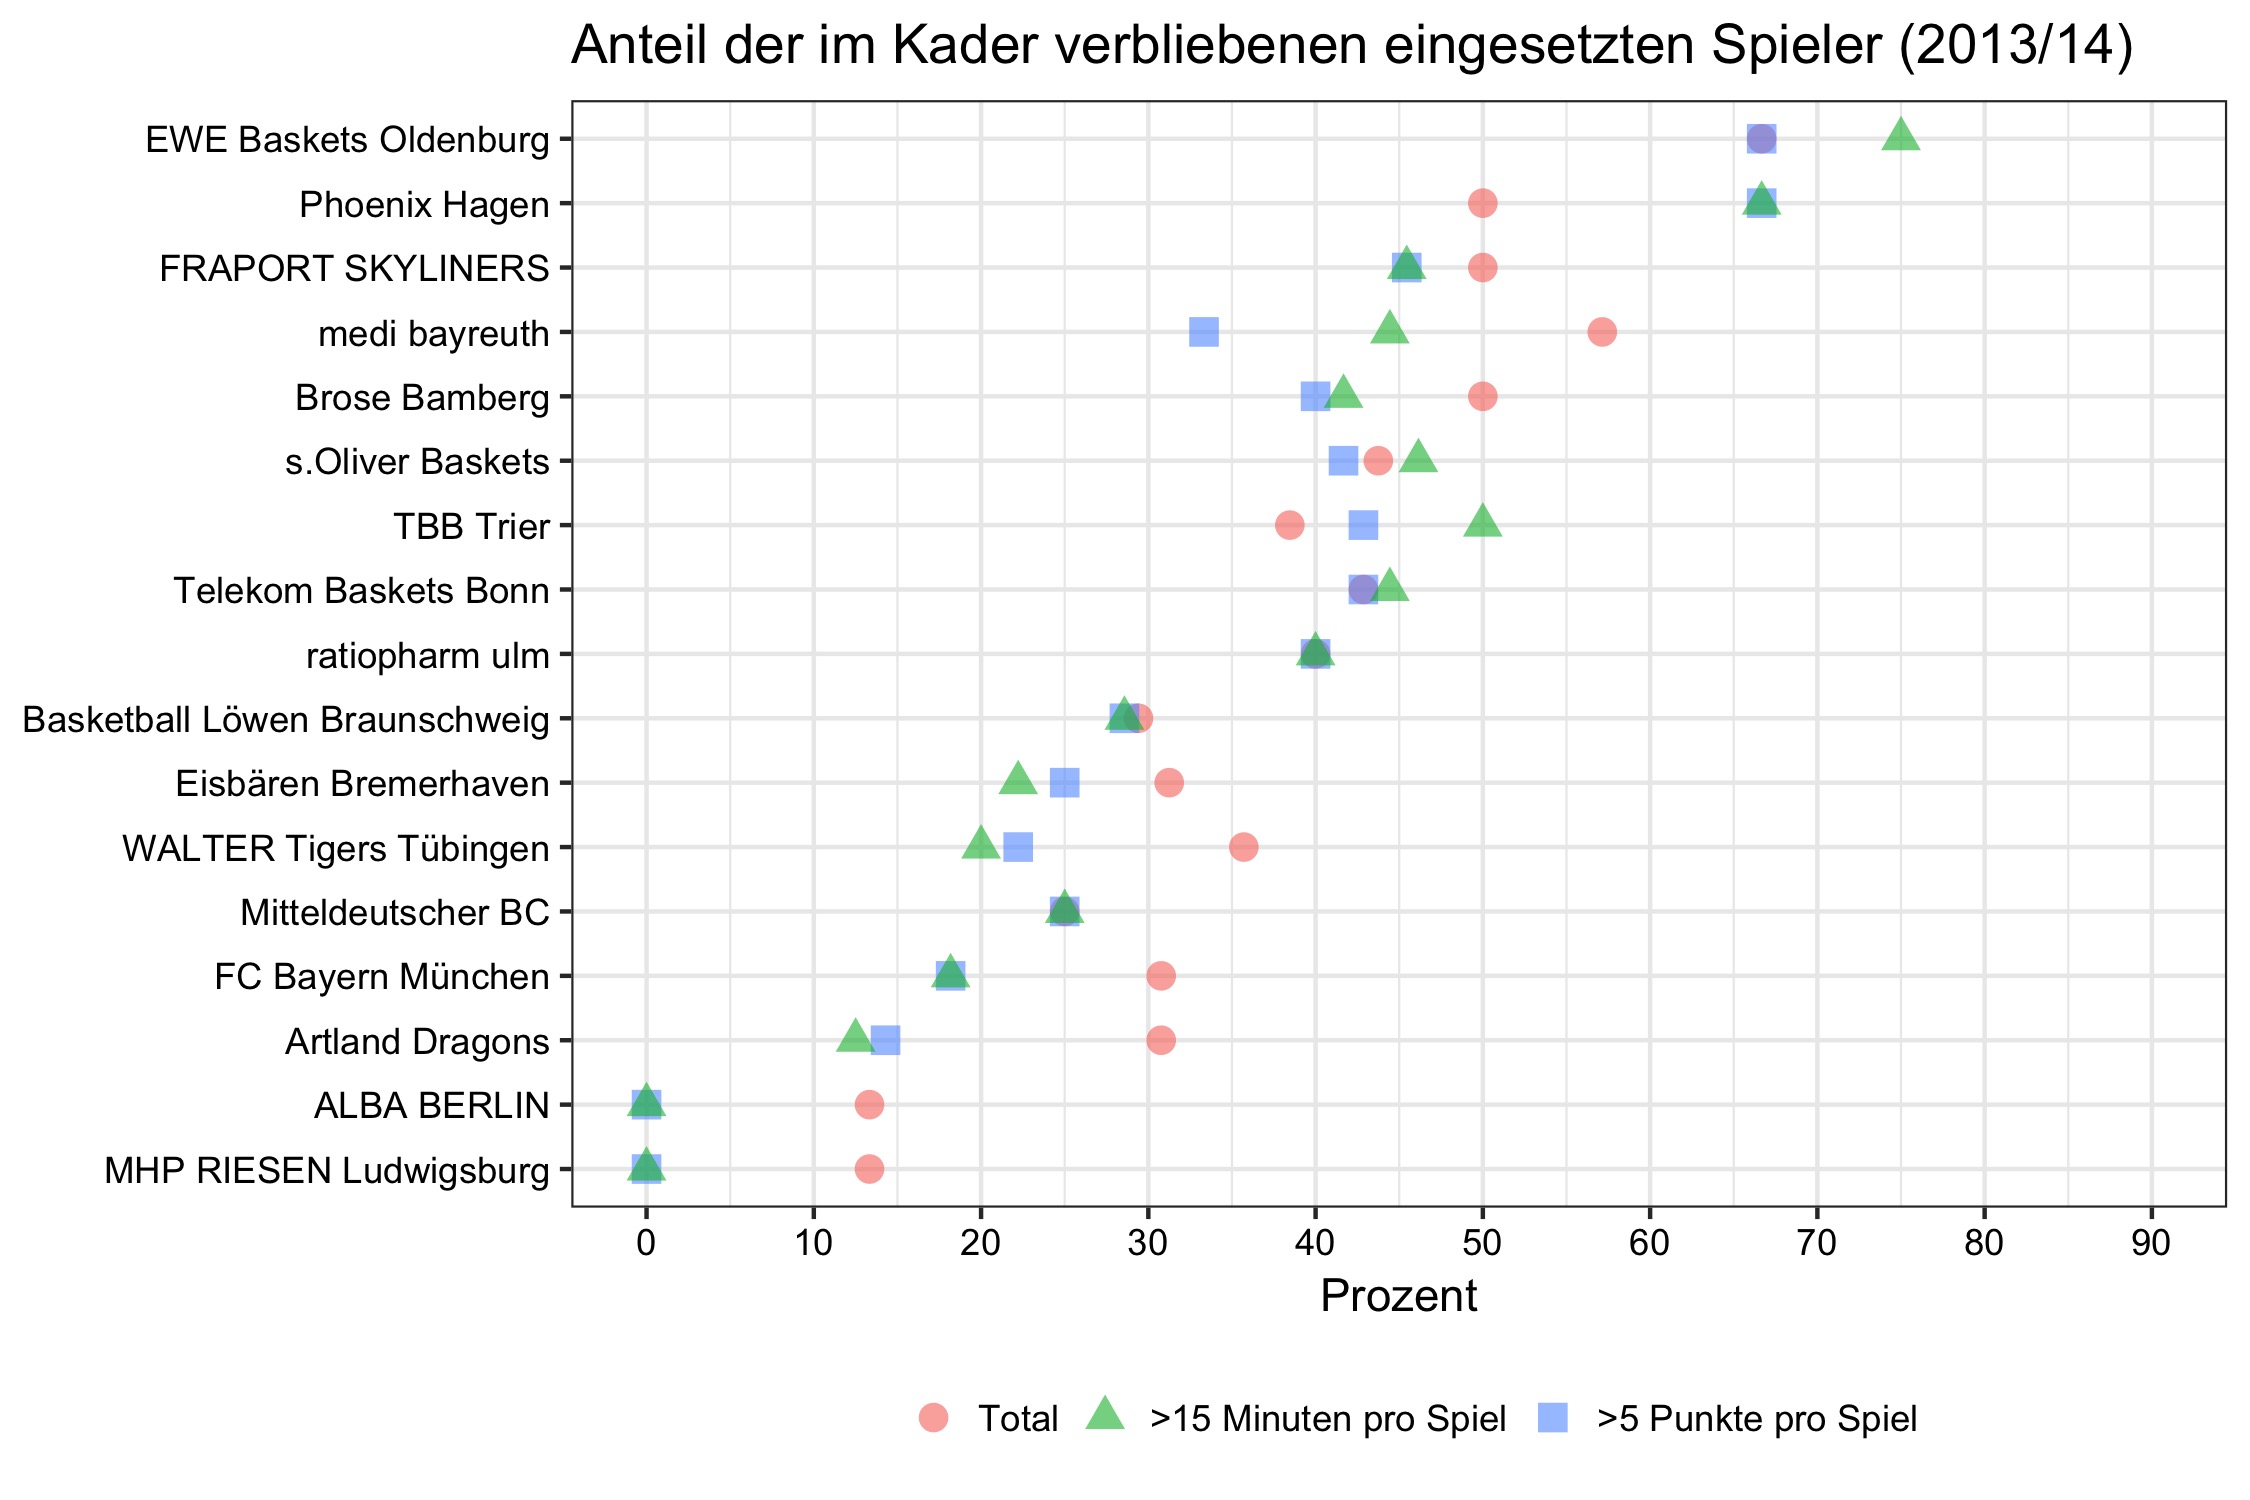 Anteil der im Kader verbliebenen eingesetzten Spieler (2013/14)
EWE Baskets Oldenburg
Phoenix Hagen
FRAPORT SKYLINERS
medi bayreuth
Brose Bamberg
s.Oliver Baskets
TBB Trier
Telekom Baskets Bonn
ratiopharm ulm
Basketball Löwen Braunschweig
Eisbären Bremerhaven
WALTER Tigers Tübingen
Mitteldeutscher BC
FC Bayern München
Artland Dragons
ALBA BERLIN
MHP RIESEN Ludwigsburg
0 10 20 30 40 50 60 70 80 90
Prozent
Total >15 Minuten pro Spiel >5 Punkte pro Spiel